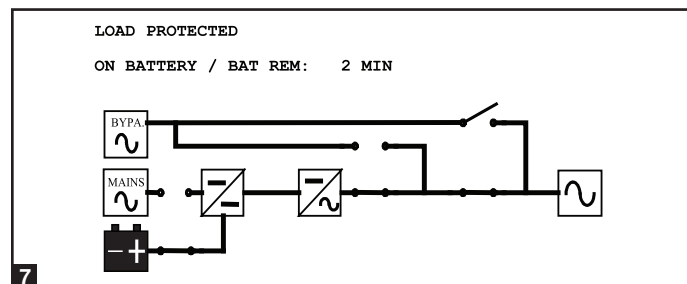 LOAD PROTECTED
ON BATTERY / BAT REM: 2 MIN
BYPA.
MAINS
7